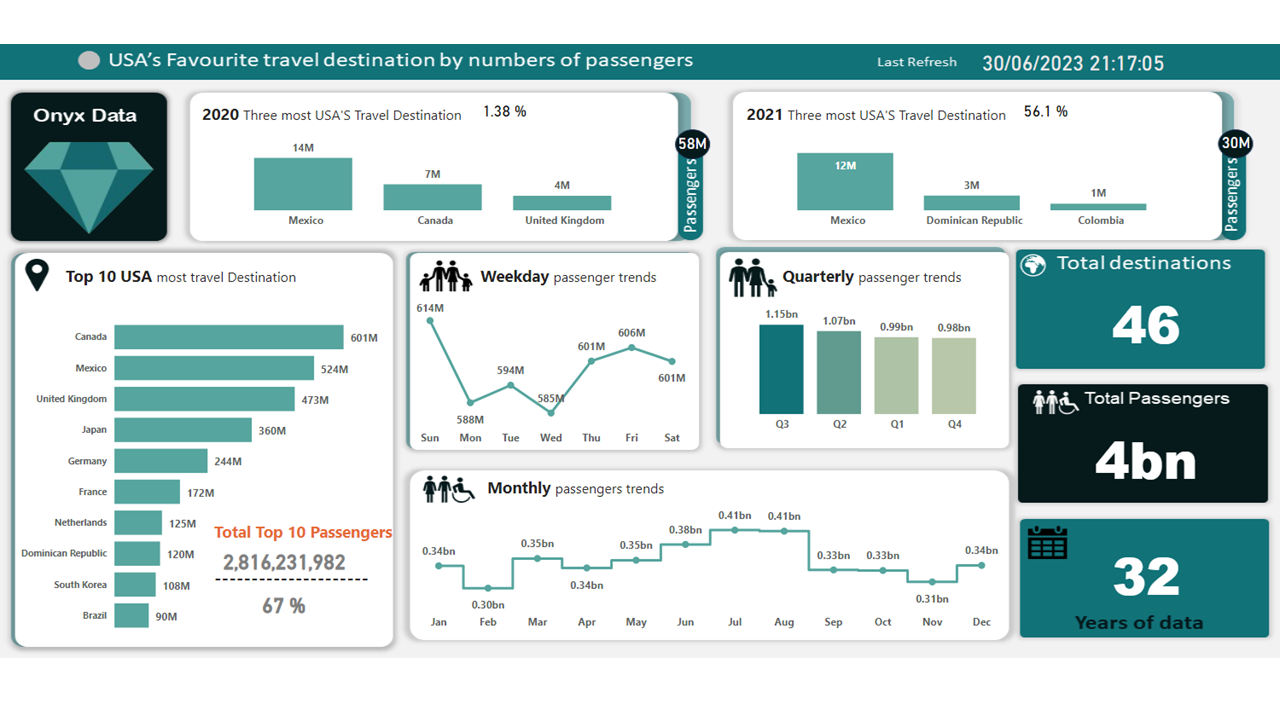 USA's Favourite travel destination by numbers of passengers
Last Refresh 30/06/2023 21:17:05
Onyx Data
2020 Three most USA'S Travel Destination 1.38 %
14M
7M
4M
Mexico Canada United Kingdom
58M
Passengers
2021 Three most USA'S Travel Destination 56.1 %
12M
3M
1M
Mexico Dominican Republic Colombia
30M
Passengers
Top 10 USA most travel Destination
Canada 601M
Mexico 524M
United Kingdom 473M
Japan 360M
Germany 244M
France 172M
Netherlands 125M
Dominican Republic 120M
South Korea 108M
Brazil 90M
Total Top 10 Passengers
2,816,231,982
67 %
Weekday passenger trends
614M
588M
594M
585M
601M
606M
601M
Sun Mon Tue Wed Thu Fri Sat
Quarterly passenger trends
1.15bn 1.07bn 0.99bn 0.98bn
Q3 Q2 Q1 Q4
Monthly passengers trends
0.34bn
0.30bn
0.35bn
0.34bn
0.35bn
0.38bn
0.41bn
0.41bn
0.33bn
0.33bn
0.31bn
0.34bn
Jan Feb Mar Apr May Jun Jul Aug Sep Oct Nov Dec
Total destinations
46
Total Passengers
4bn
32
Years of data